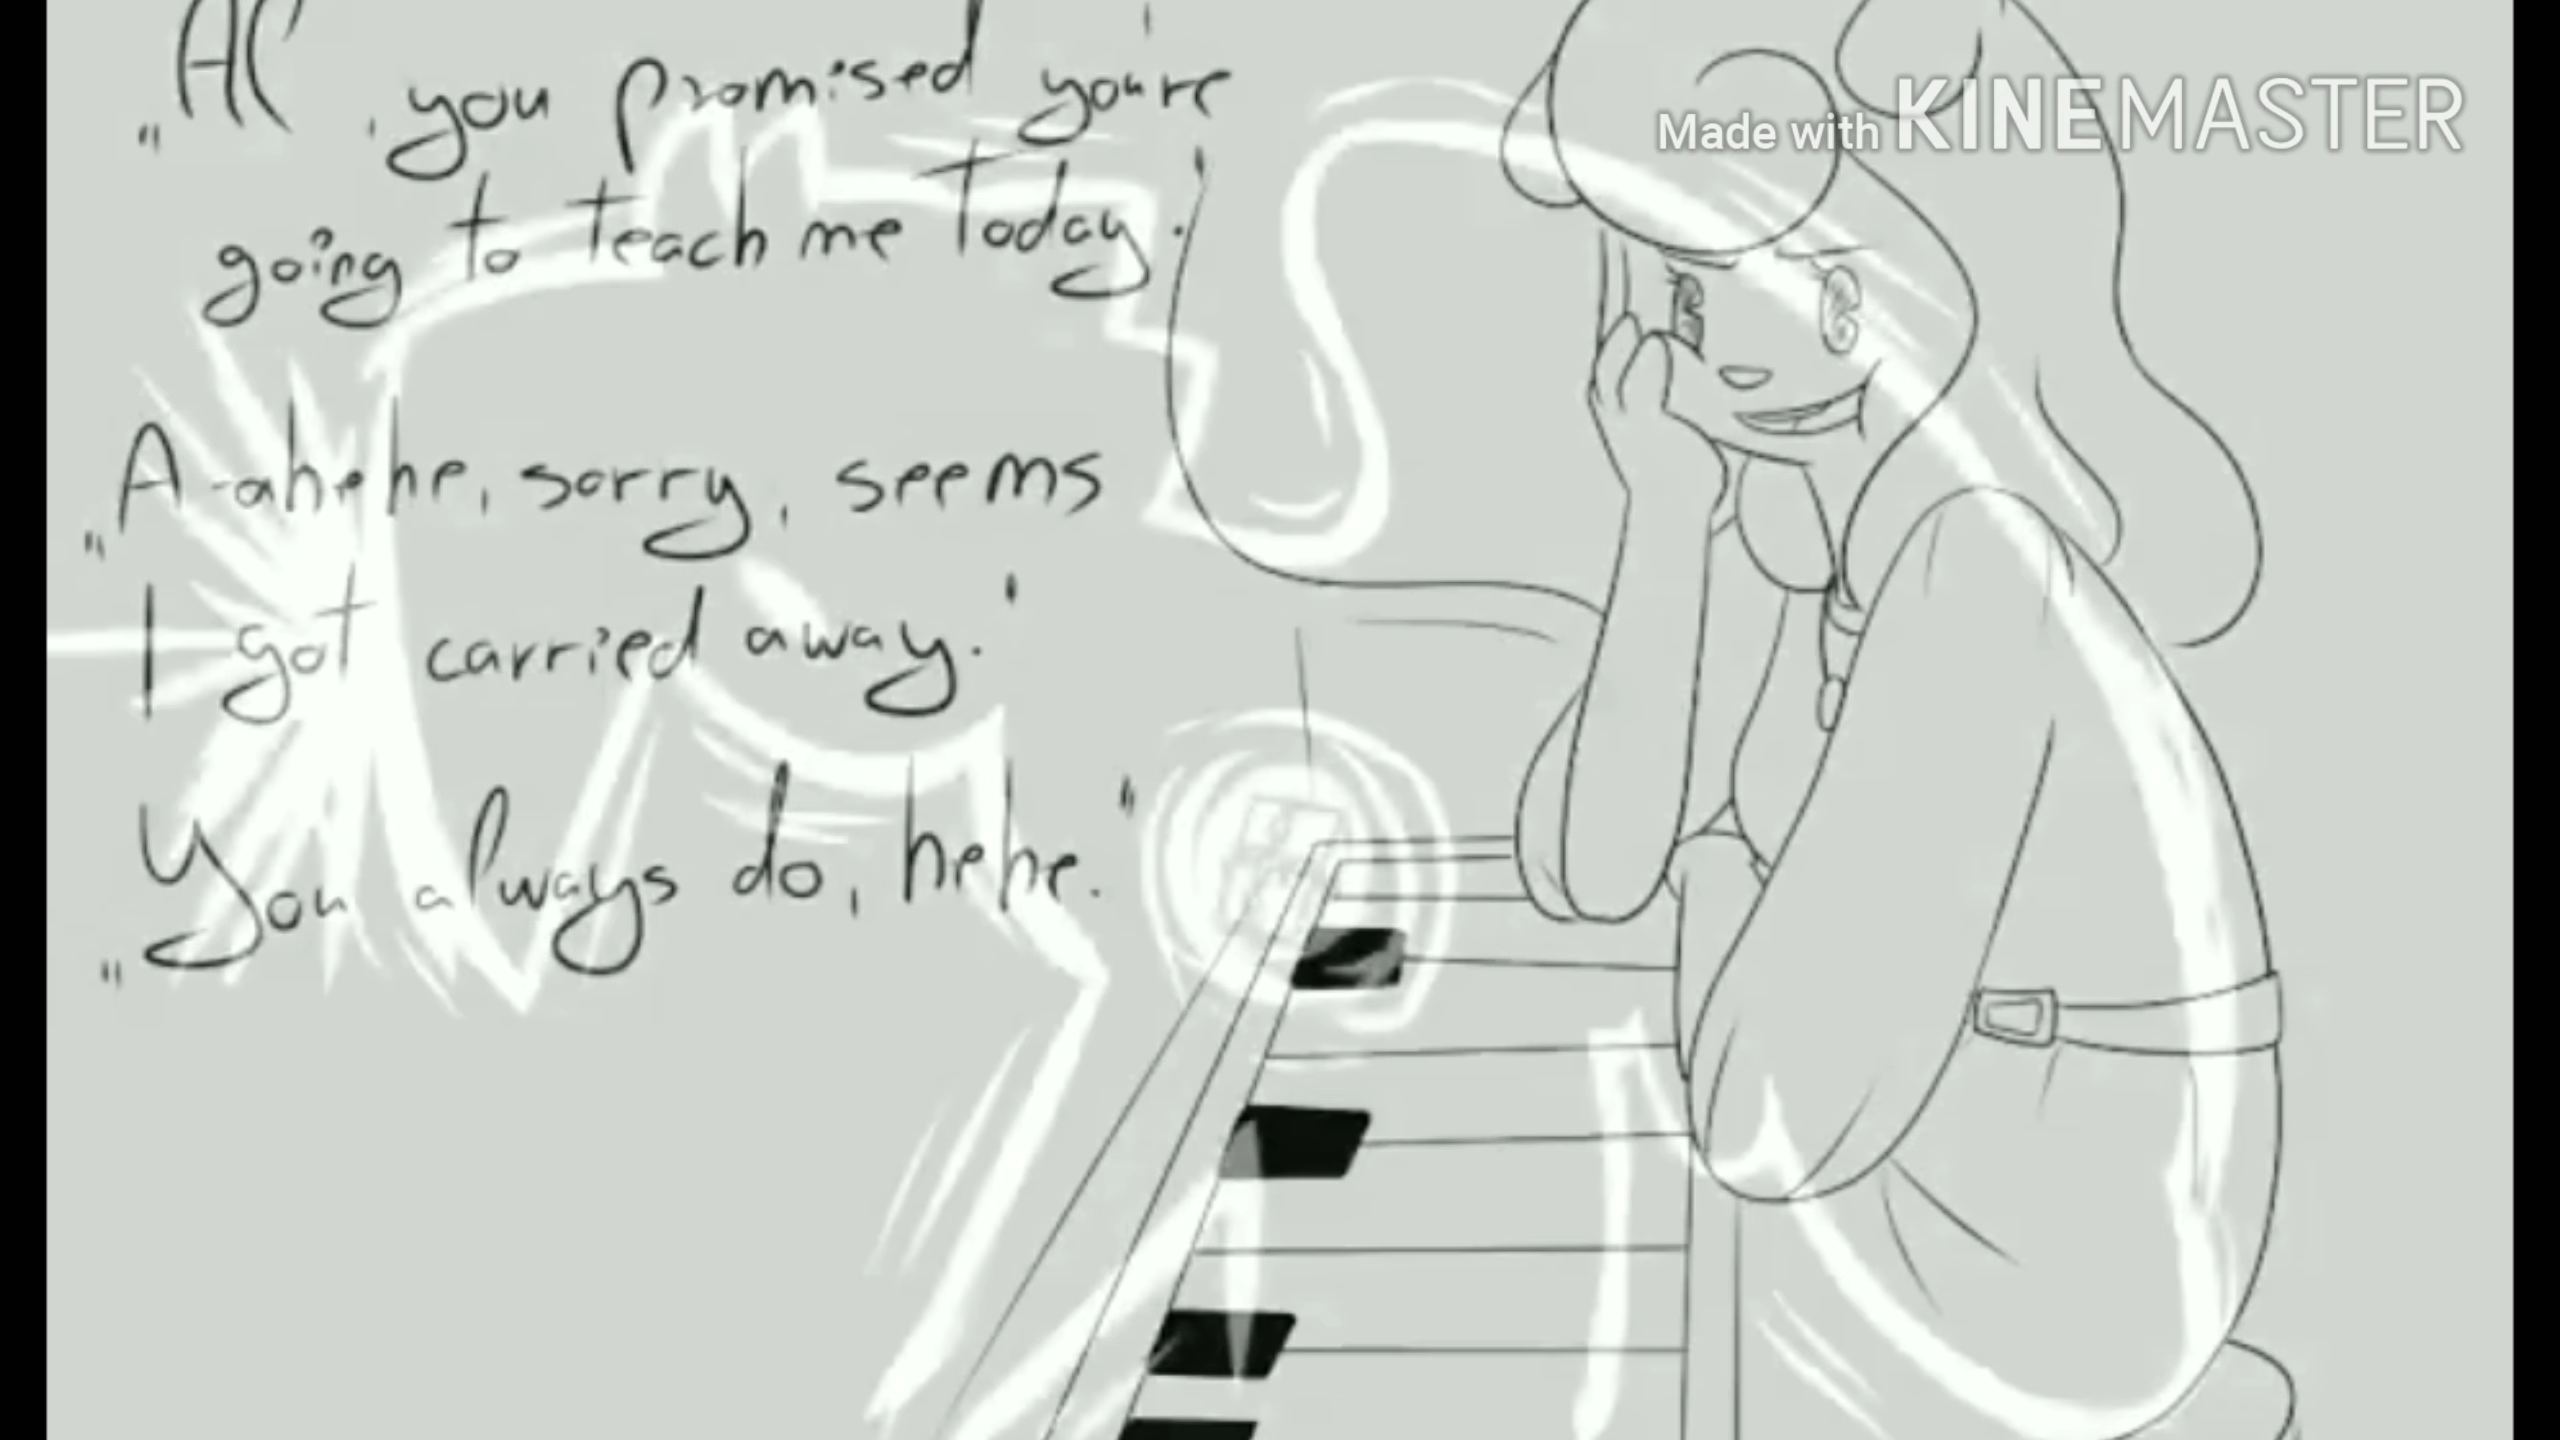 „Al', you promised you're
going to teach me today.'
„A-ahehe, sorry, seems
I got carried away.'
„You always do, hehe."
Made with KINEMASTER